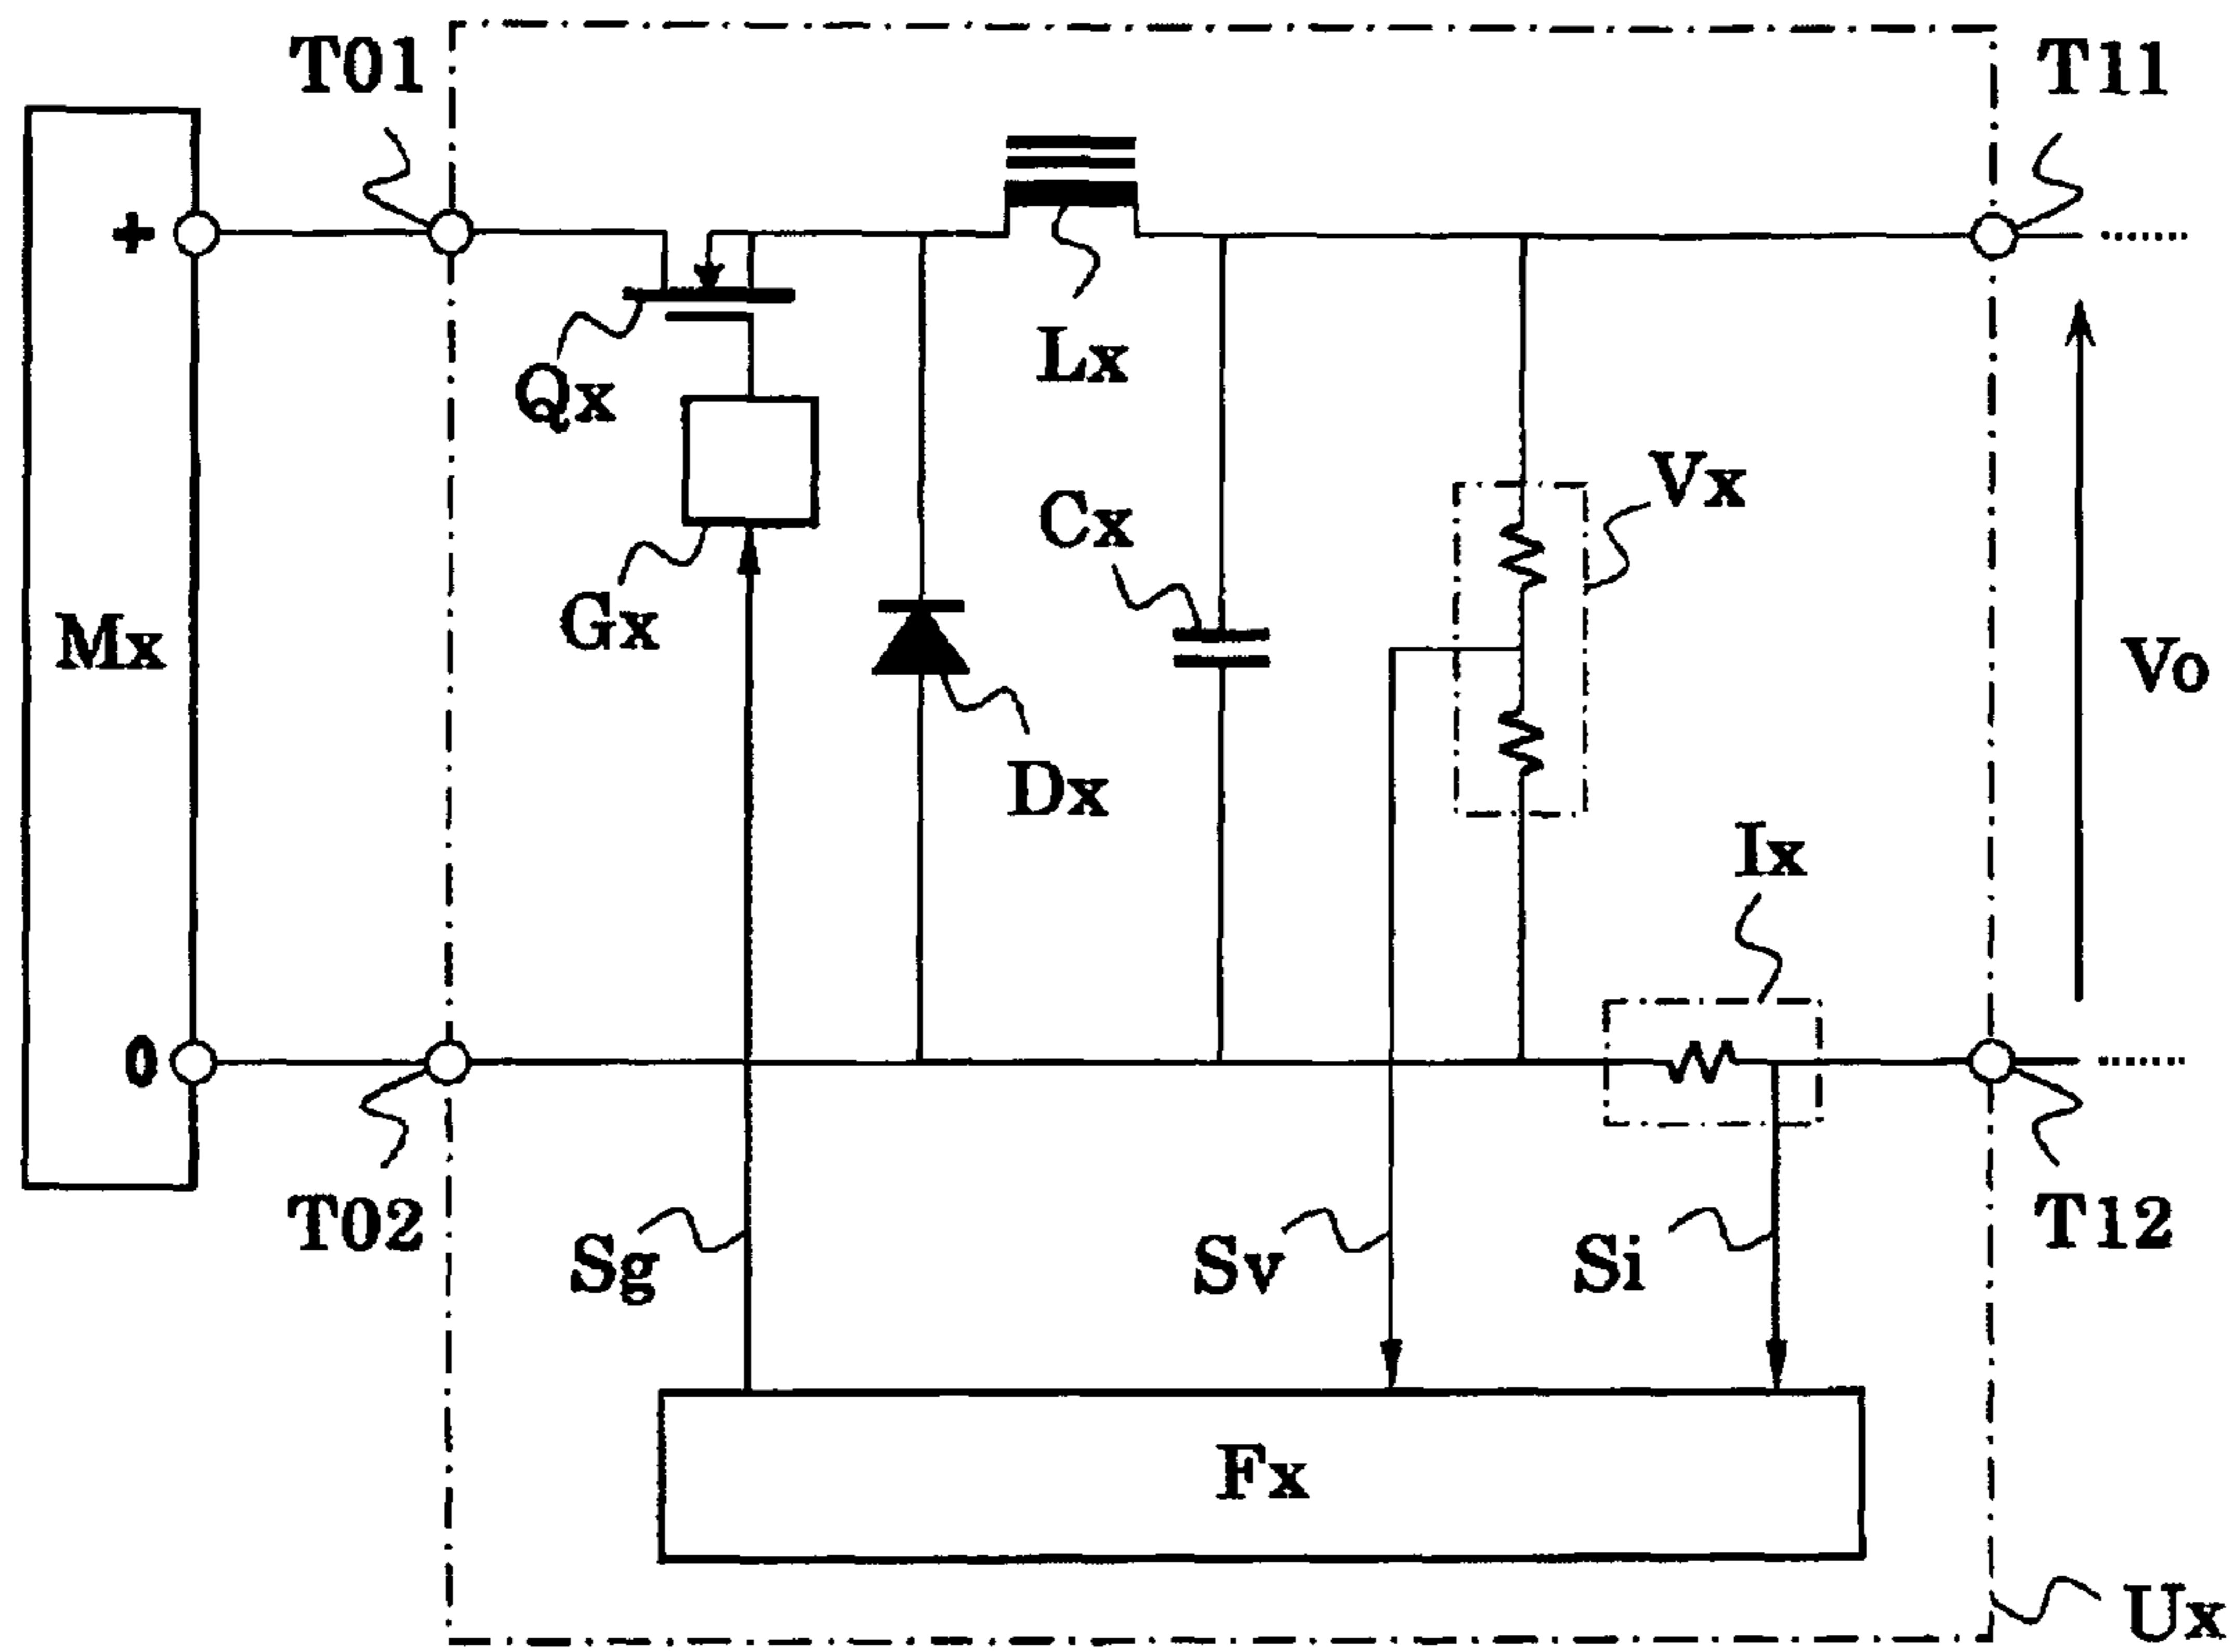 T01
T11
+
Lx
Qx
Vx
Cx
Gx
Mx
Vo
Dx
Ix
0
T02
T12
Sg
Sv
Si
Fx
Ux